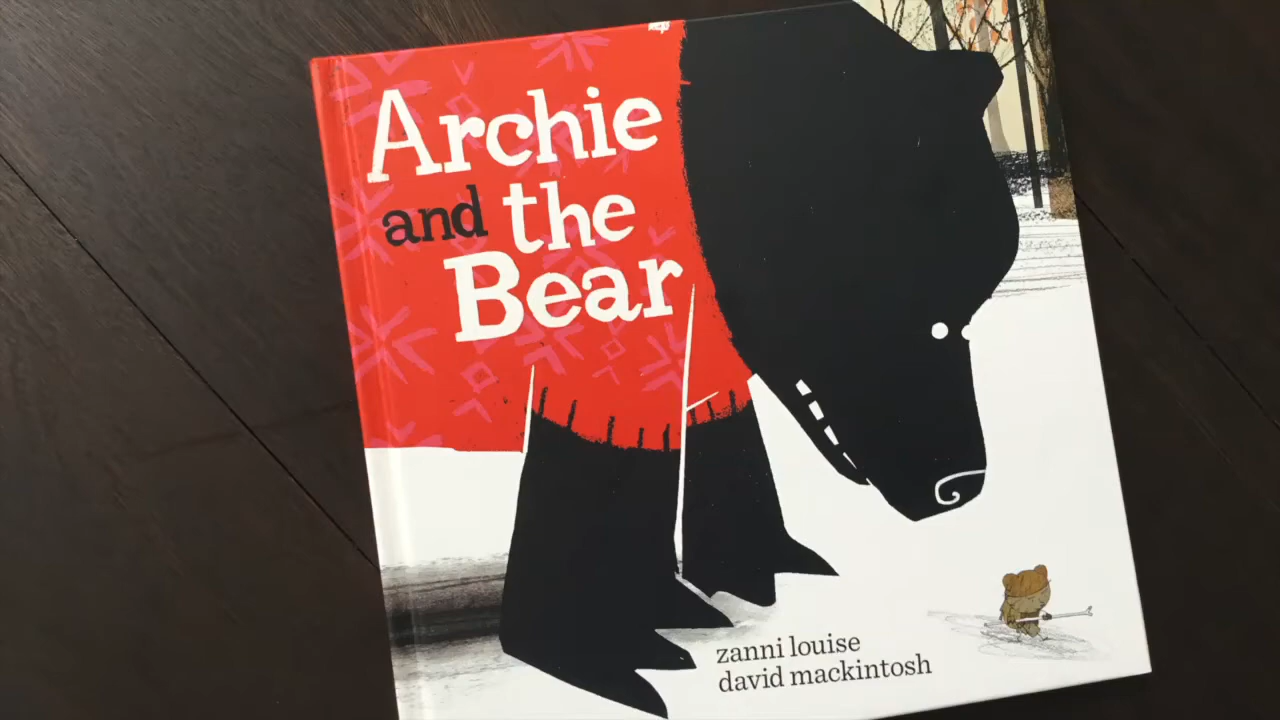 Archie
and the
Bear
zanni louise
david mackintosh